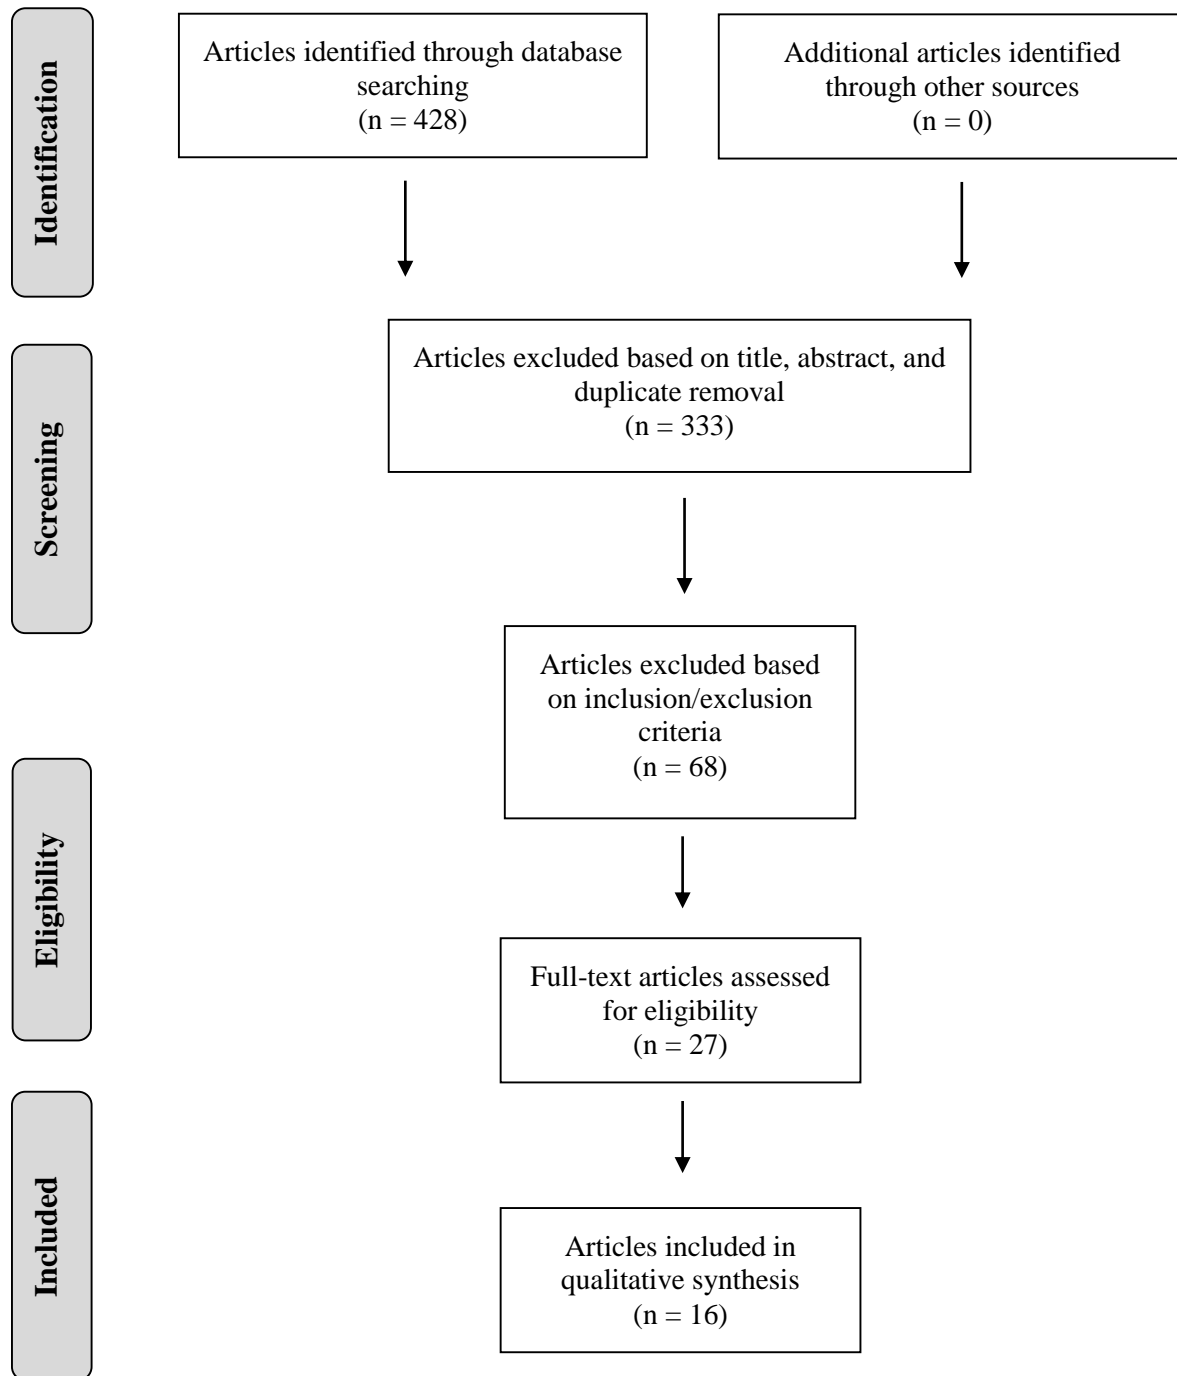 Identification
Articles identified through database
searching
(n = 428)
Additional articles identified
through other sources
(n = 0)
Screening
Articles excluded based on title, abstract, and
duplicate removal
(n = 333)
Articles excluded based
on inclusion/exclusion
criteria
(n = 68)
Eligibility
Full-text articles assessed
for eligibility
(n = 27)
Included
Articles included in
qualitative synthesis
(n = 16)